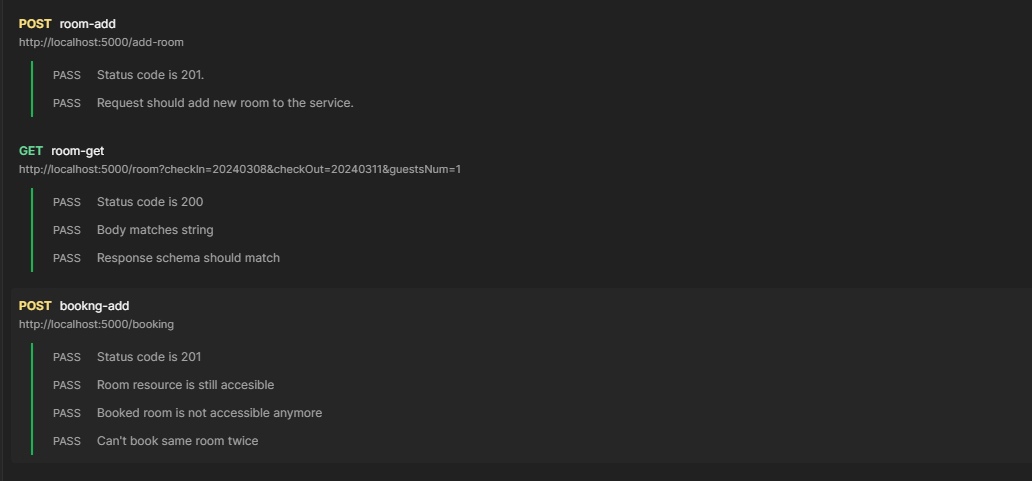 POST room-add
http://localhost:5000/add-room
PASS Status code is 201.
PASS Request should add new room to the service.
GET room-get
http://localhost:5000/room?checkIn=20240308&checkOut=20240311&guestsNum=1
PASS Status code is 200
PASS Body matches string
PASS Response schema should match
POST bookng-add
http://localhost:5000/booking
PASS Status code is 201
PASS Room resource is still accesible
PASS Booked room is not accessible anymore
PASS Can't book same room twice